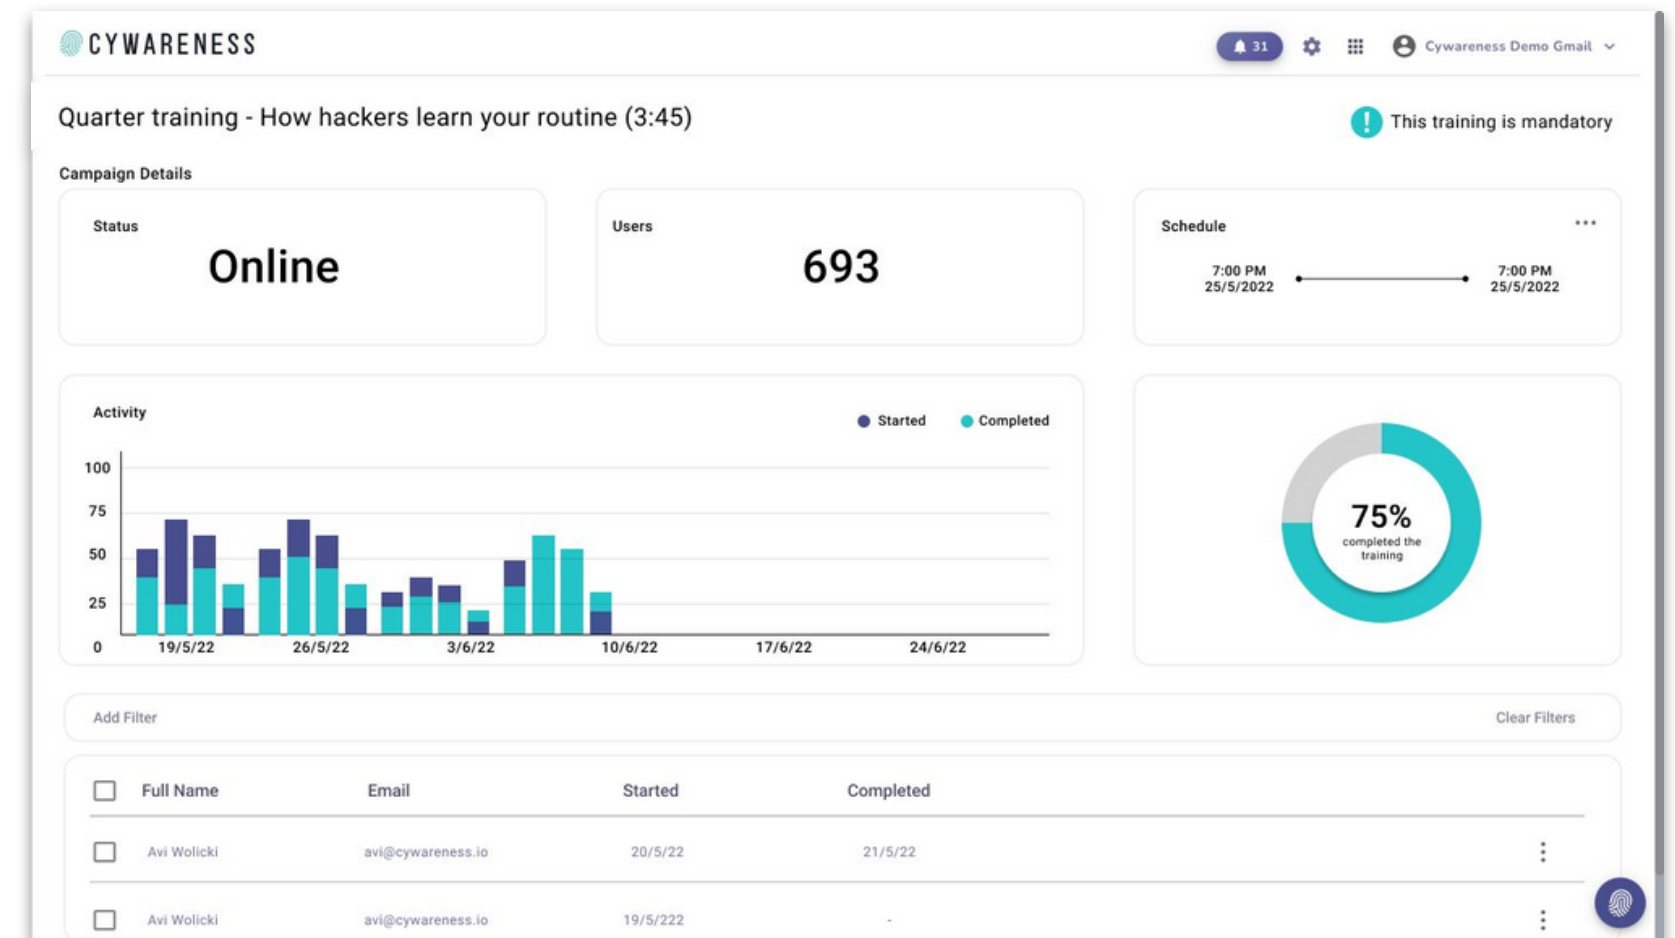 CYWARENESS
31
Cywareness Demo Gmail
Quarter training - How hackers learn your routine (3:45)
! This training is mandatory
Campaign Details
Status
Online
Users
693
Schedule
7:00 PM
25/5/2022
7:00 PM
25/5/2022
Activity
Started Completed
100
75
50
25
0
19/5/22 26/5/22 3/6/22 10/6/22 17/6/22 24/6/22
75%
completed the
training
Add Filter Clear Filters
Full Name Email Started Completed
Avi Wolicki avi@cywareness.io 20/5/22 21/5/22
Avi Wolicki avi@cywareness.io 19/5/222 -